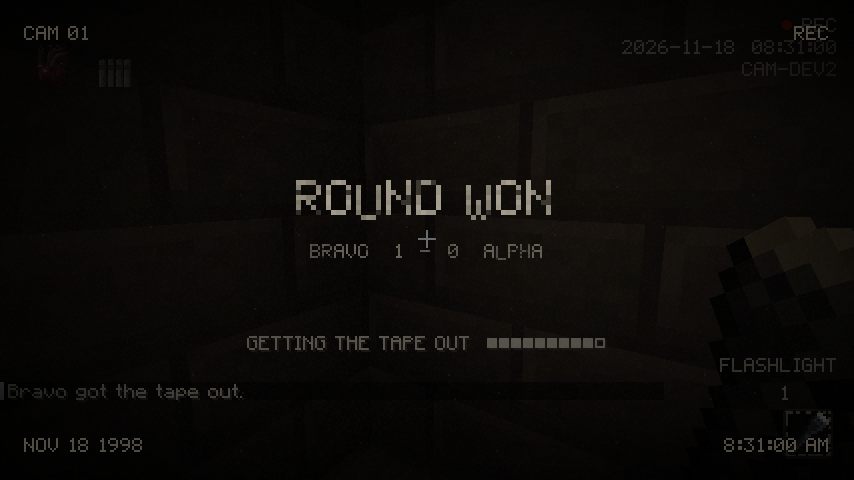 CAM 01
REC
REC
2026-11-18 08:31:00
CAM-DEV2
ROUND WON
BRAVO 1 - 0 ALPHA
GETTING THE TAPE OUT
FLASHLIGHT
Bravo got the tape out.
1
NOV 18 1998
8:31:00 AM